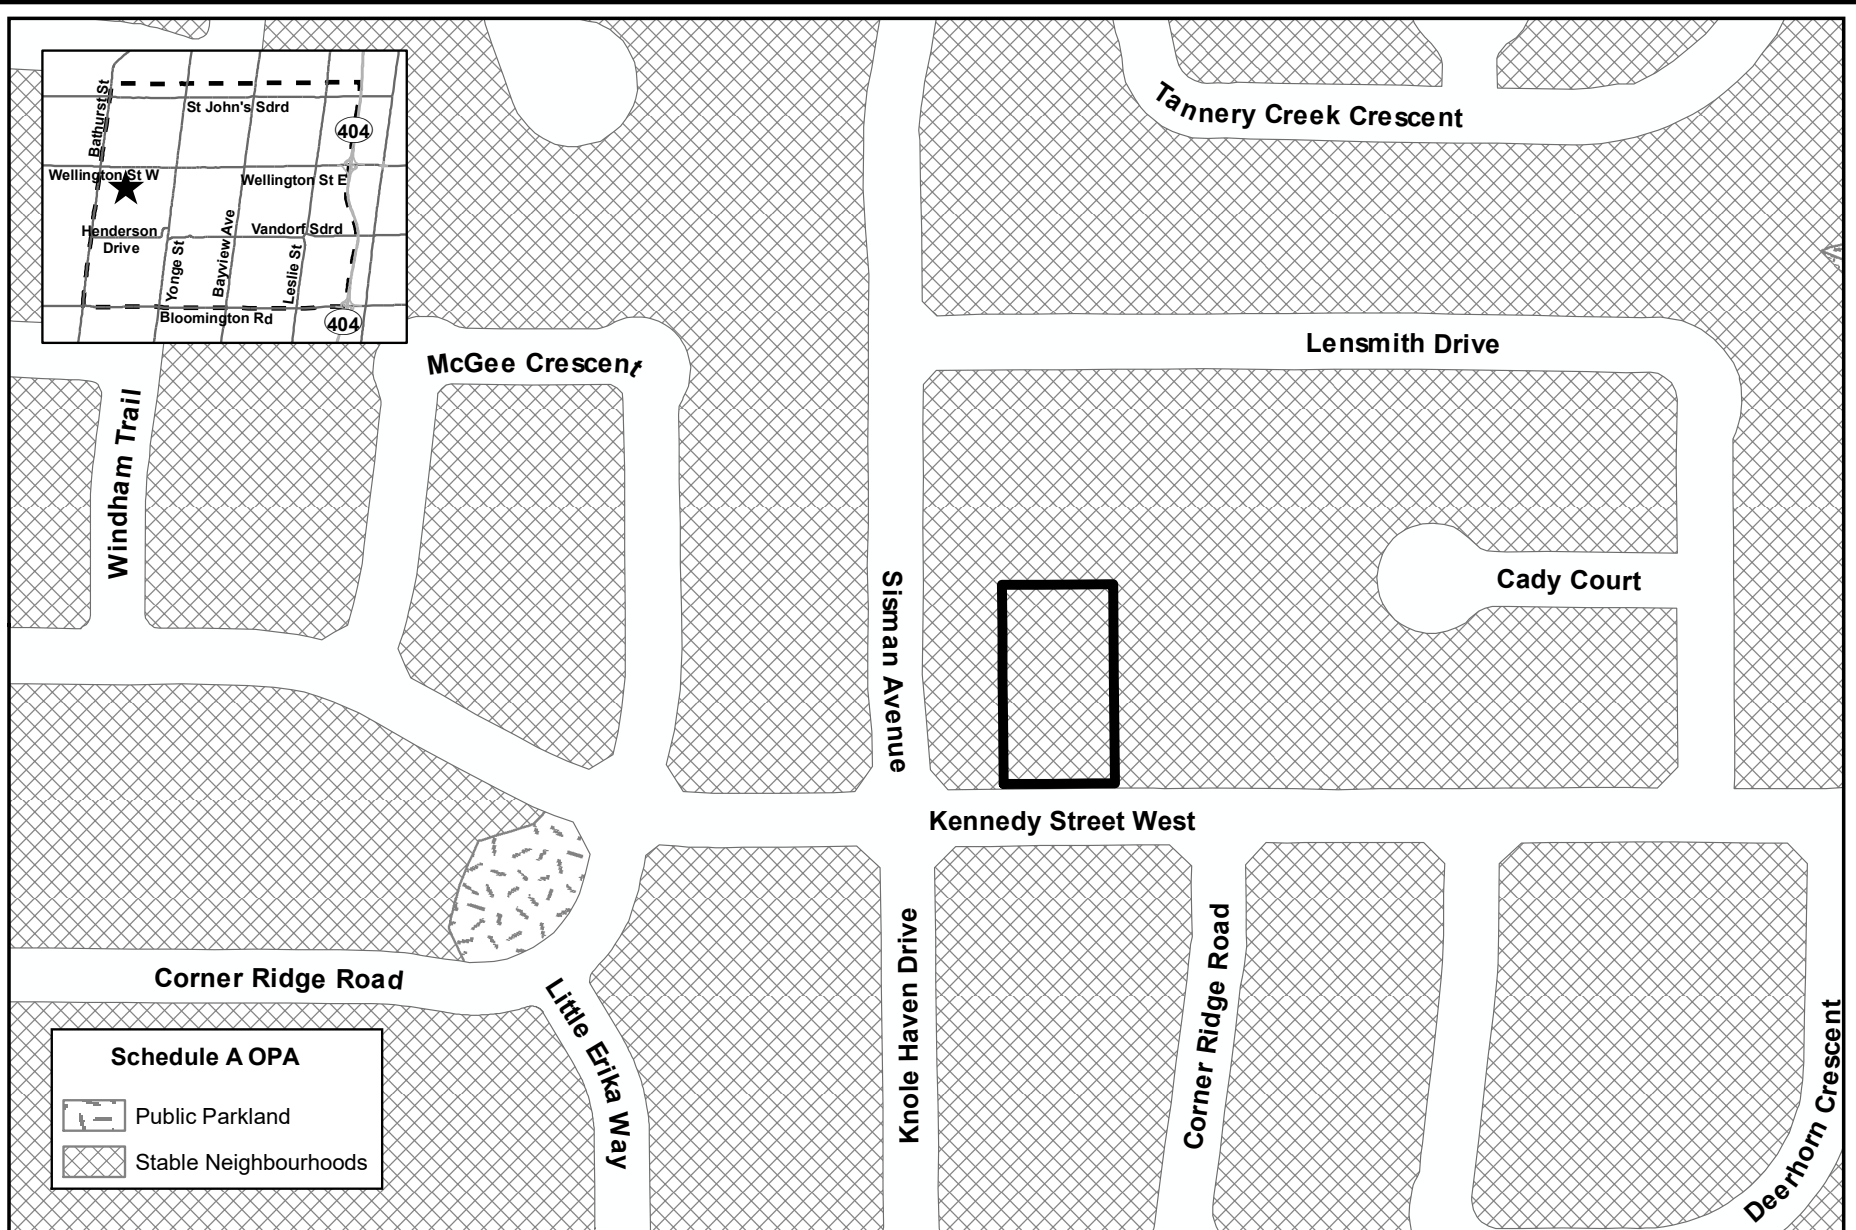 Tannery Creek Crescent
Bathurst St
St John's Sdrd
404
Wellington St W
Wellington St E
Henderson
Drive
Vandorf Sdrd
Yonge St
Bayview Ave
Leslie St
Bloomington Rd
404
McGee Crescent
Lensmith Drive
Windham Trail
Cady Court
Sisman Avenue
Kennedy Street West
Corner Ridge Road
Little Erika Way
Knole Haven Drive
Corner Ridge Road
Deerhorn Crescent
Schedule A OPA
Public Parkland
Stable Neighbourhoods